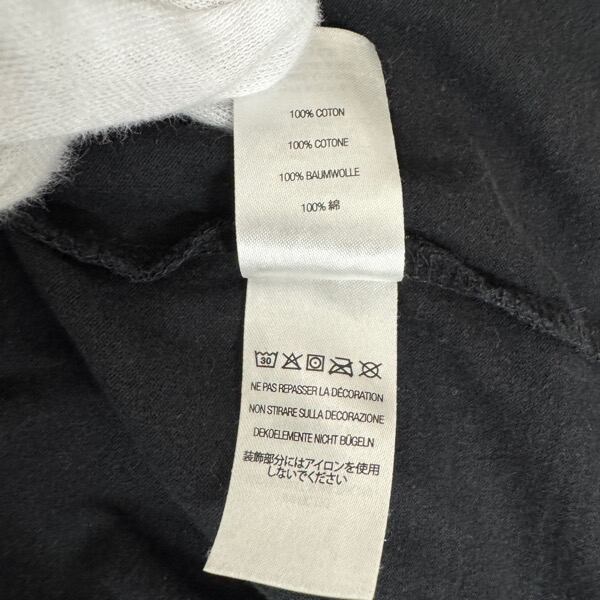 100% COTON
100% COTONE
100% BAUMWOLLE
100% 綿
30
NE PAS REPASSER LA DÉCORATION
NON STIRARE SULLA DECORAZIONE
DEKOELEMENTE NICHT BÜGELN
装飾部分にはアイロンを使用
しないでください